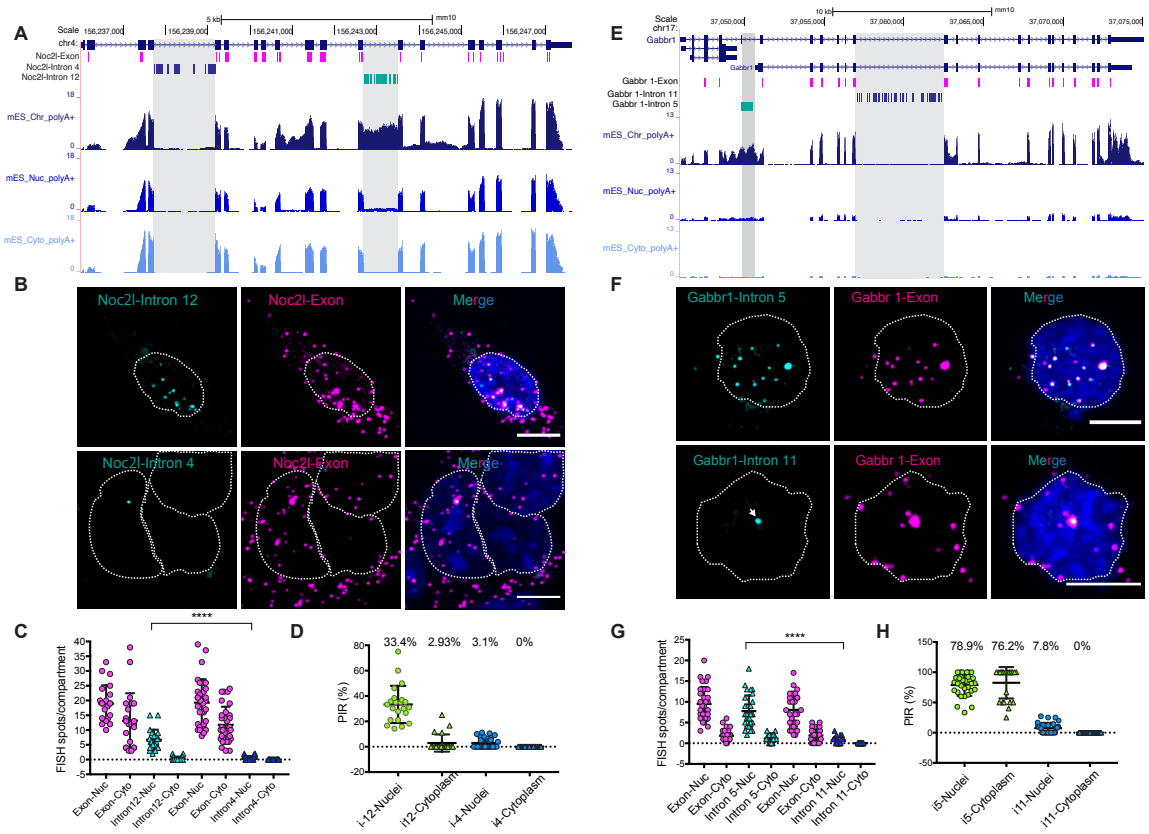 A
Scale
5 kb
mm10
chr4:
156,237,000
156,239,000
156,241,000
156,243,000
156,245,000
156,247,000
Noc2l-Exon
Noc2l-Intron 4
Noc2l-Intron 12
18
mES_Chr_polyA+
0
18
mES_Nuc_polyA+
0
18
mES_Cyto_polyA+
0
E
Scale
10 kb
mm10
chr17:
37,050,000
37,055,000
37,060,000
37,065,000
37,070,000
37,075,000
Gabbr1
Gabbr1
Gabbr 1-Exon
Gabbr 1-Intron 11
Gabbr 1-Intron 5
13
mES_Chr_polyA+
0
13
mES_Nuc_polyA+
0
13
mES_Cyto_polyA+
0
B
Noc2l-Intron 12
Noc2l-Exon
Merge
Noc2l-Intron 4
Noc2l-Exon
Merge
F
Gabbr1-Intron 5
Gabbr 1-Exon
Merge
Gabbr1-Intron 11
Gabbr 1-Exon
Merge
C
****
FISH spots/compartment
40
35
30
25
20
15
10
5
0
-5
Exon-Nuc
Exon-Cyto
Intron12-Nuc
Intron12-Cyto
Exon-Nuc
Exon-Cyto
Intron4-Nuc
Intron4-Cyto
D
33.4%
2.93%
3.1%
0%
PIR (%)
80
60
40
20
0
-20
i-12-Nuclei
i12-Cytoplasm
i-4-Nuclei
i4-Cytoplasm
G
****
FISH spots/compartment
25
20
15
10
5
0
-5
Exon-Nuc
Exon-Cyto
Intron 5-Nuc
Intron 5-Cyto
Exon-Nuc
Exon-Cyto
Intron 11-Nuc
Intron 11-Cyto
H
78.9%
76.2%
7.8%
0%
PIR (%)
150
100
50
0
-50
i5-Nuclei
i5-Cytoplasm
i11-Nuclei
i11-Cytoplasm